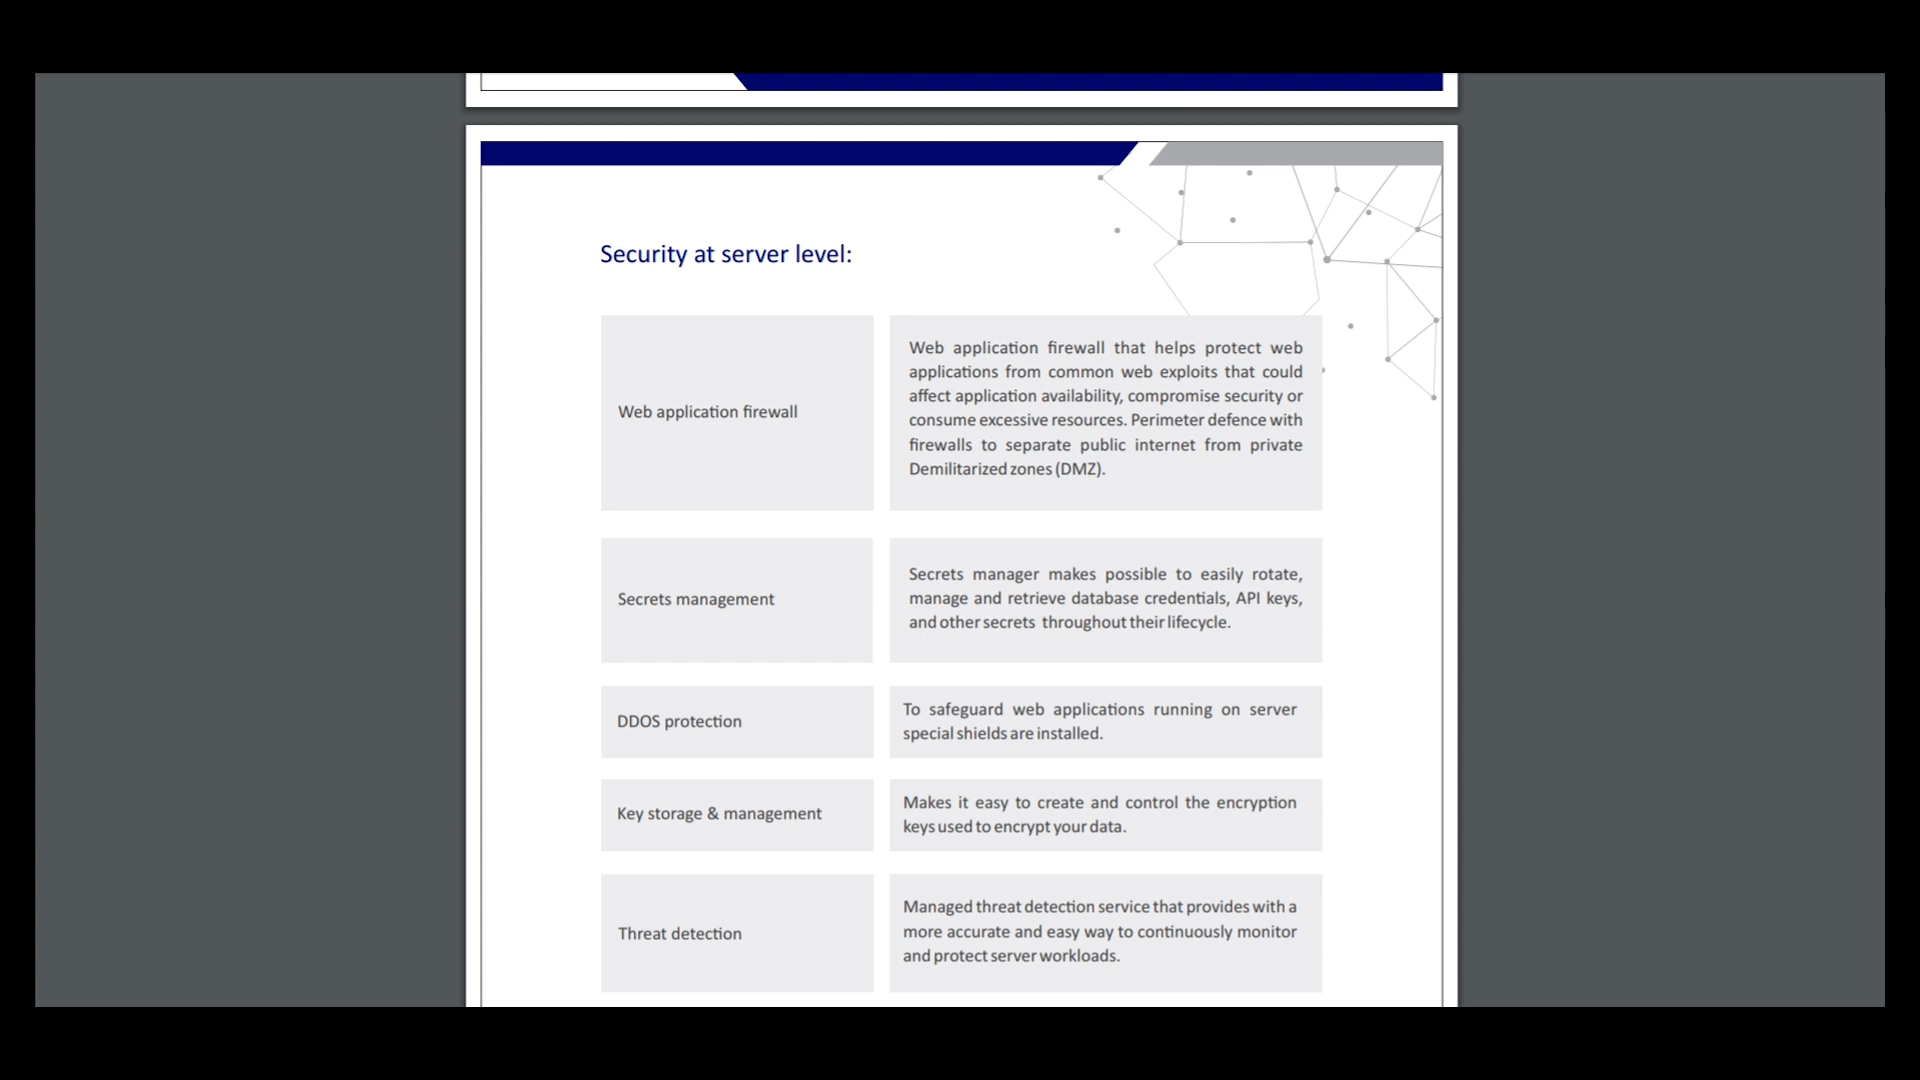 Security at server level:
Web application firewall
Web application firewall that helps protect web
applications from common web exploits that could
affect application availability, compromise security or
consume excessive resources. Perimeter defence with
firewalls to separate public internet from private
Demilitarized zones (DMZ).
Secrets management
Secrets manager makes possible to easily rotate,
manage and retrieve database credentials, API keys,
and other secrets throughout their lifecycle.
DDOS protection
To safeguard web applications running on server
special shields are installed.
Key storage & management
Makes it easy to create and control the encryption
keys used to encrypt your data.
Threat detection
Managed threat detection service that provides with a
more accurate and easy way to continuously monitor
and protect server workloads.